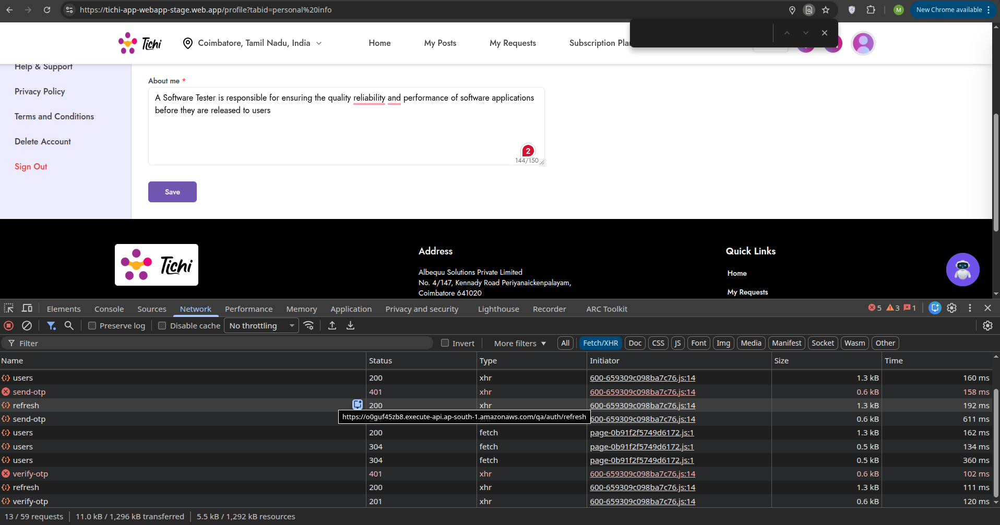 https://tichi-app-webapp-stage.web.app/profile?tabid=personal%20info
M
New Chrome available
Tichi
Coimbatore, Tamil Nadu, India
Home
My Posts
My Requests
Subscription Plan
Help & Support
Privacy Policy
Terms and Conditions
Delete Account
Sign Out
About me *
A Software Tester is responsible for ensuring the quality reliability and performance of software applications
before they are released to users
2
144/150
Save
Tichi
Address
Albequu Solutions Private Limited
No. 4/147, Kennady Road Periyanaickenpalayam,
Coimbatore 641020
Quick Links
Home
My Requests
Elements Console Sources Network Performance Memory Application Privacy and security Lighthouse Recorder ARC Toolkit 5 3 1
Preserve log Disable cache No throttling
Filter Invert More filters All Fetch/XHR Doc CSS JS Font Img Media Manifest Socket Wasm Other
Name Status Type Initiator Size Time
users 200 xhr 600-659309c098ba7c76.js:14 1.3 kB 160 ms
send-otp 401 xhr 600-659309c098ba7c76.js:14 0.6 kB 158 ms
refresh 200 xhr 600-659309c098ba7c76.js:14 1.3 kB 192 ms
https://o0guf45zb8.execute-api.ap-south-1.amazonaws.com/qa/auth/refresh
send-otp 600-659309c098ba7c76.js:14 0.6 kB 611 ms
users 200 fetch page-0b91f2f5749d6172.js:1 1.3 kB 162 ms
users 304 fetch page-0b91f2f5749d6172.js:1 0.5 kB 134 ms
users 304 fetch page-0b91f2f5749d6172.js:1 0.5 kB 360 ms
verify-otp 401 xhr 600-659309c098ba7c76.js:14 0.6 kB 102 ms
refresh 200 xhr 600-659309c098ba7c76.js:14 1.3 kB 111 ms
verify-otp 201 xhr 600-659309c098ba7c76.js:14 0.6 kB 120 ms
13 / 59 requests 11.0 kB / 1,296 kB transferred 5.5 kB / 1,292 kB resources